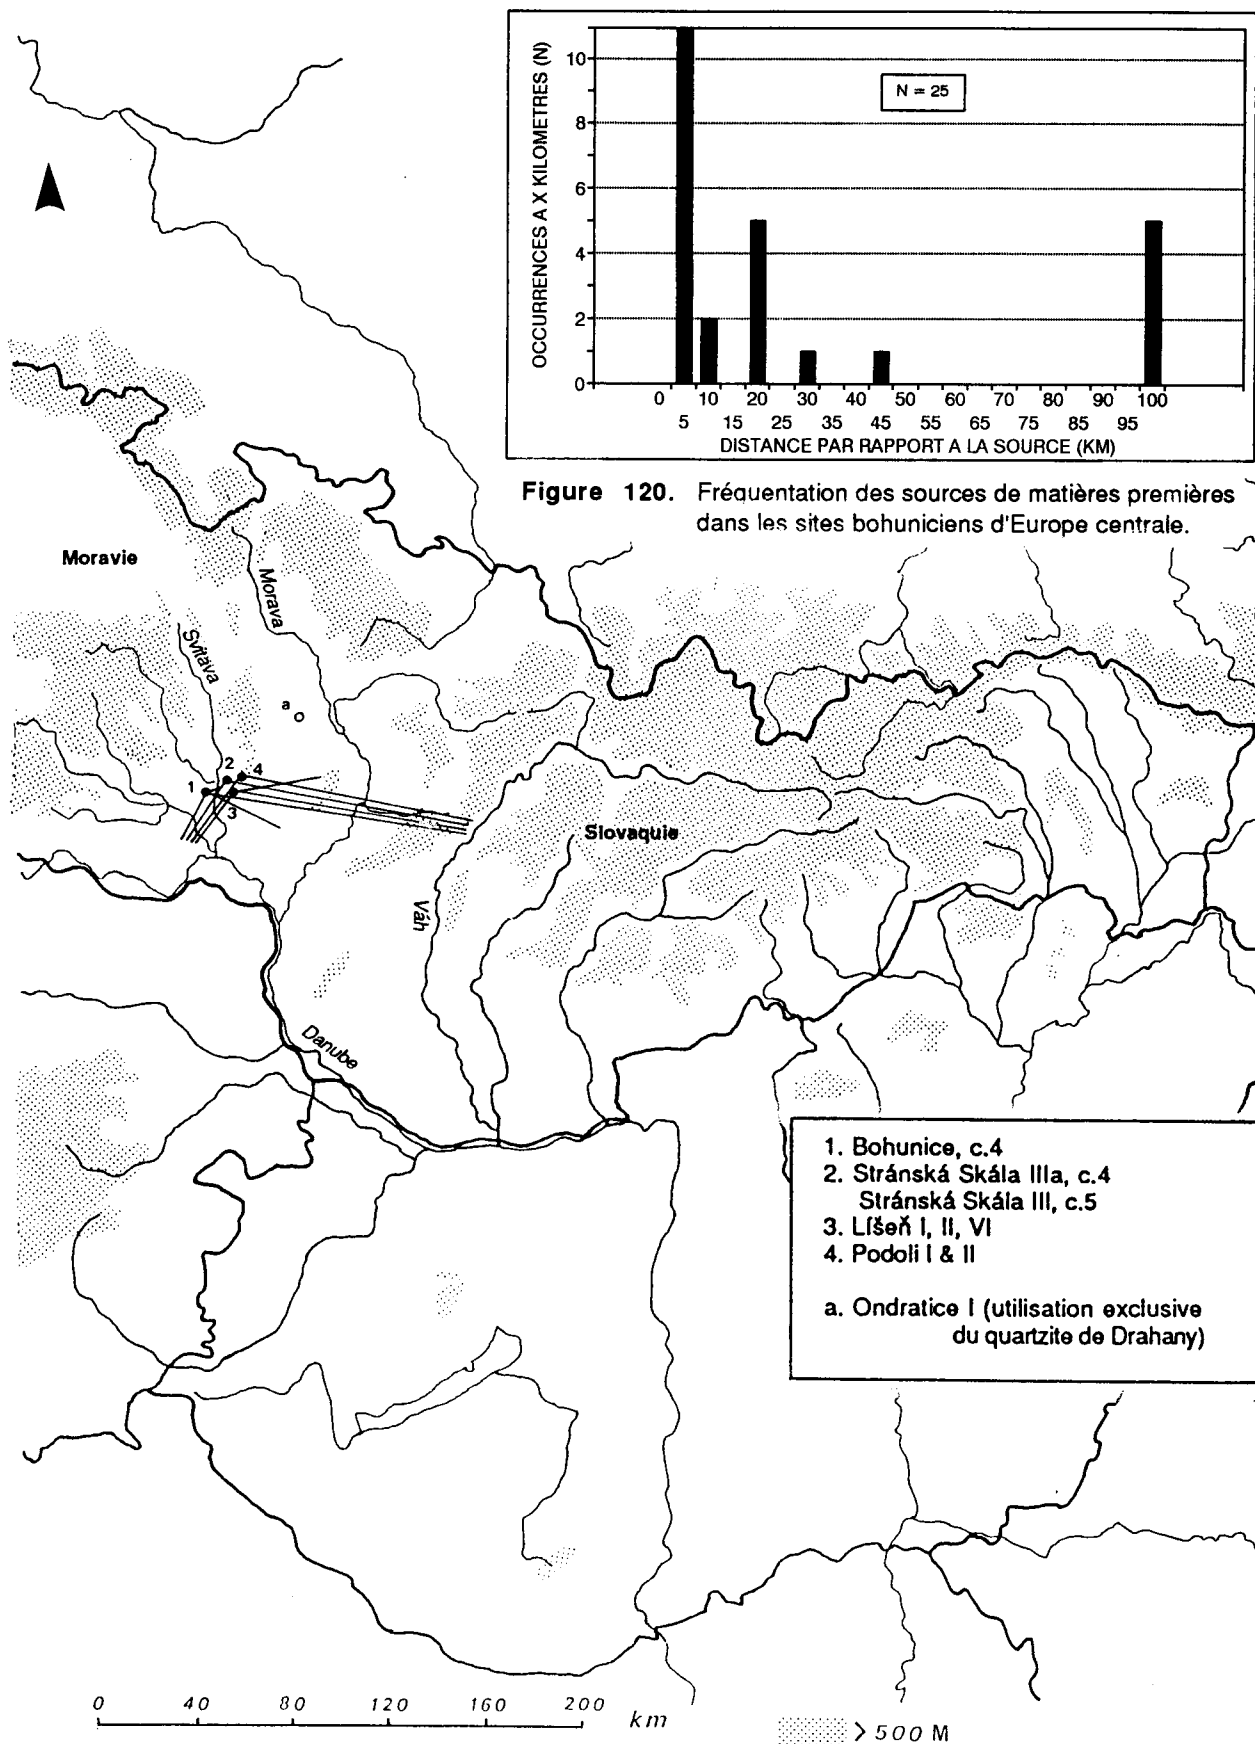 OCCURRENCES A X KILOMETRES (N)
10
8
6
4
2
0
N = 25
0 10 20 30 40 50 60 70 80 90 100
5 15 25 35 45 55 65 75 85 95
DISTANCE PAR RAPPORT A LA SOURCE (KM)
Figure 120. Fréquentation des sources de matières premières
dans les sites bohuniciens d'Europe centrale.
Moravie
Morava
Svitava
a
2
4
1
3
Slovaquie
Váh
Danube
1. Bohunice, c.4
2. Stránská Skála IIIa, c.4
Stránská Skála III, c.5
3. Líšeň I, II, VI
4. Podoli I & II
a. Ondratice I (utilisation exclusive
du quartzite de Drahany)
0 40 80 120 160 200 km
> 500 M